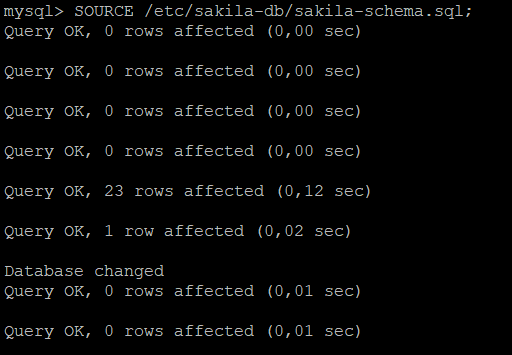 mysql> SOURCE /etc/sakila-db/sakila-schema.sql;
Query OK, 0 rows affected (0,00 sec)
Query OK, 0 rows affected (0,00 sec)
Query OK, 0 rows affected (0,00 sec)
Query OK, 0 rows affected (0,00 sec)
Query OK, 23 rows affected (0,12 sec)
Query OK, 1 row affected (0,02 sec)
Database changed
Query OK, 0 rows affected (0,01 sec)
Query OK, 0 rows affected (0,01 sec)